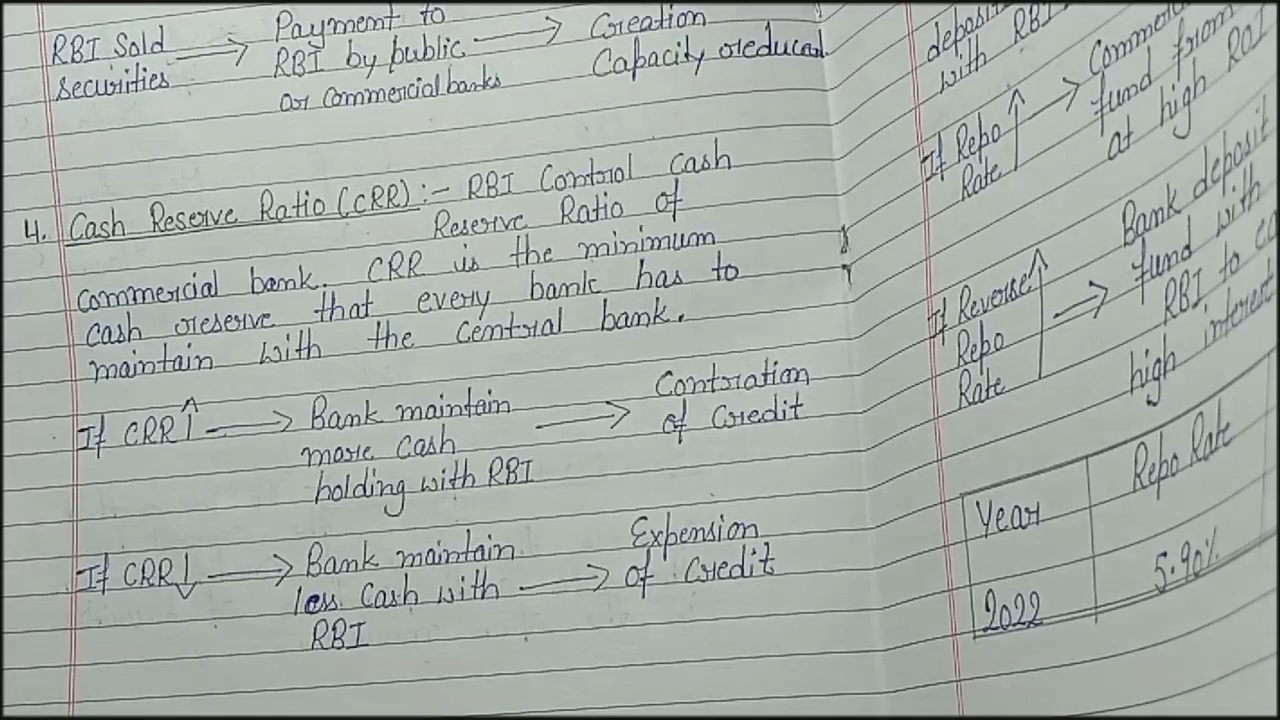 RBI Sold → Payment to → Creation
securities RBI by public Capacity reduced
or commercial banks
4. Cash Reserve Ratio (CRR) :- RBI Control Cash
Reserve Ratio of
commercial bank. CRR is the minimum
cash reserve that every bank has to
maintain with the central bank.
If CRR↑ → Bank maintain → Contration
more Cash of Credit
holding with RBI
If CRR↓ → Bank maintain → Expension
less Cash with of Credit
RBI
with RBI
If Repo ↑ →
Rate
fund from
at high ROI
If Reverse ↑ → Bank deposit
Repo fund with
Rate RBI to
high interest
Year Repo Rate
2022 5.90%